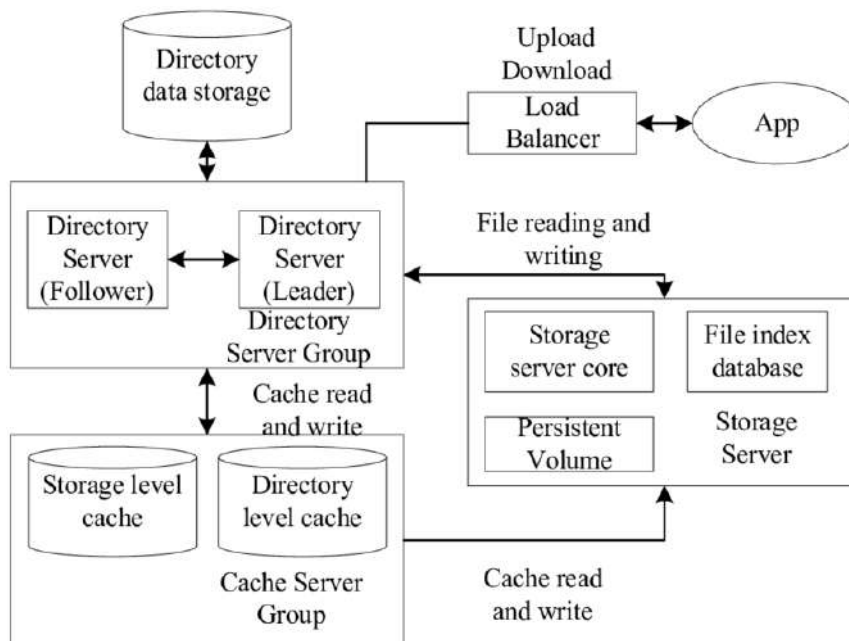 Directory
data storage
Upload
Download
Load
Balancer
App
Directory
Server
(Follower)
Directory
Server
(Leader)
Directory
Server Group
File reading and
writing
Storage
server core
File index
database
Persistent
Volume
Storage
Server
Cache read
and write
Storage level
cache
Directory
level cache
Cache Server
Group
Cache read
and write